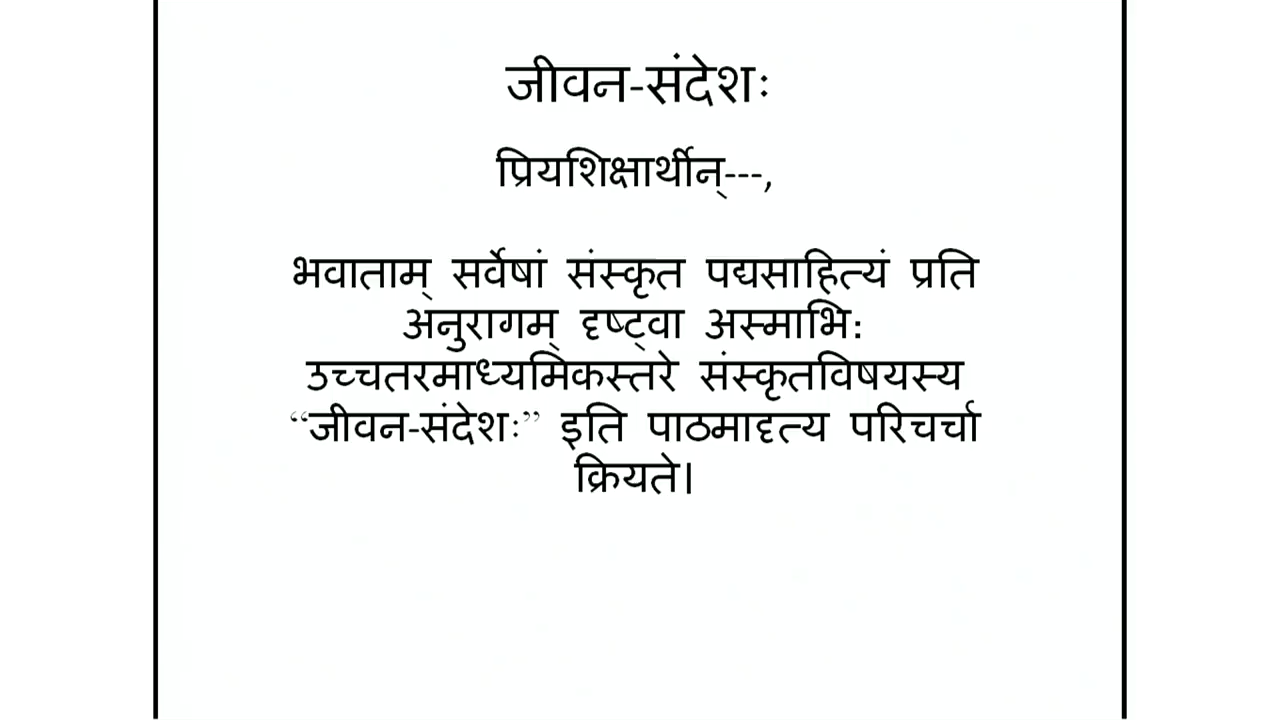 जीवन-संदेशः
प्रियशिक्षार्थीन्---,
भवाताम् सर्वेषां संस्कृत पद्यसाहित्यं प्रति
अनुरागम् दृष्ट्वा अस्माभिः
उच्चतरमाध्यमिकस्तरे संस्कृतविषयस्य
“जीवन-संदेशः” इति पाठमादृत्य परिचर्चा
क्रियते।